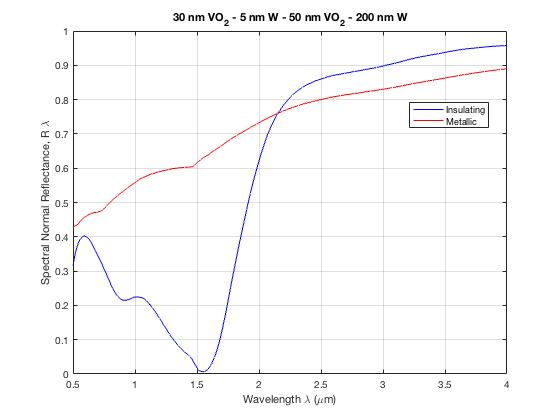 30 nm VO2 - 5 nm W - 50 nm VO2 - 200 nm W
1
0.9
0.8
0.7
0.6
0.5
0.4
0.3
0.2
0.1
0
Spectral Normal Reflectance, R λ
Insulating
Metallic
0.5 1 1.5 2 2.5 3 3.5 4
Wavelength λ (μm)